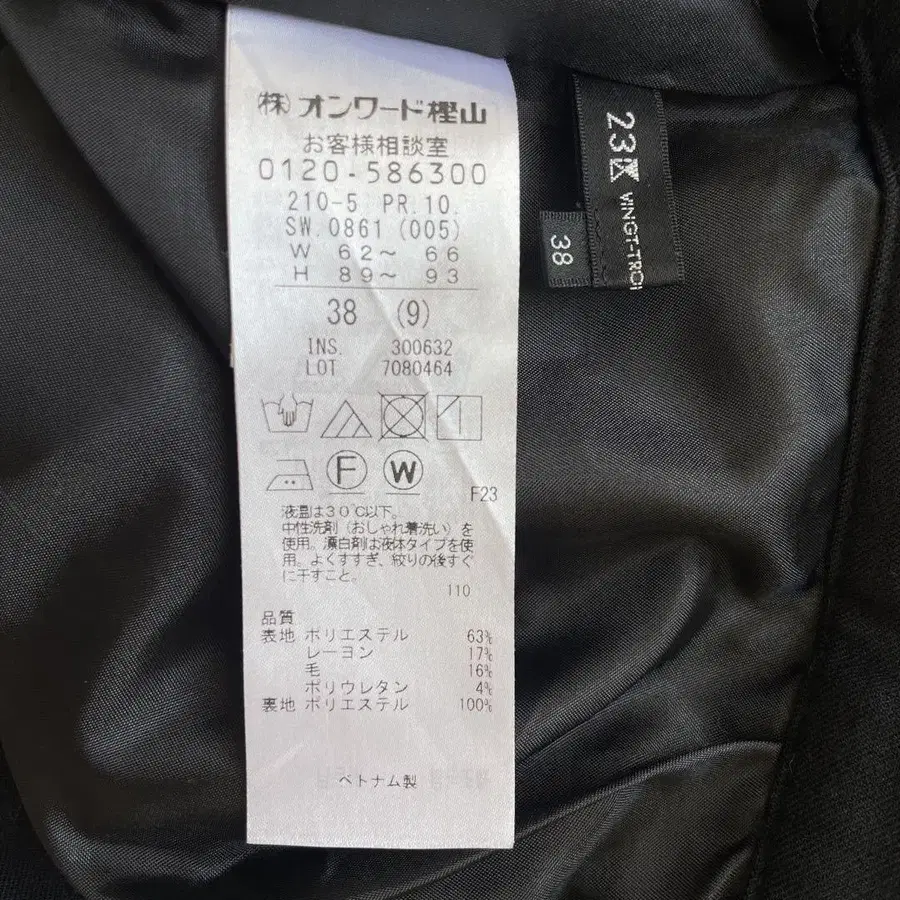 (株)オンワード樫山
お客様相談室
0120-586300
210-5 PR.10.
SW.0861 (005)
W 62～ 66
H 89～ 93
38 (9)
INS. 300632
LOT 7080464
F
W
F23
液温は30℃以下。
中性洗剤（おしゃれ着洗い）を
使用。漂白剤は液体タイプを使
用。よくすすぎ、絞りの後すぐ
に干すこと。
110
品質
表地 ポリエステル 63%
レーヨン 17%
毛 16%
ポリウレタン 4%
裏地 ポリエステル 100%
ベトナム製
23区
VINGT-TROI
38